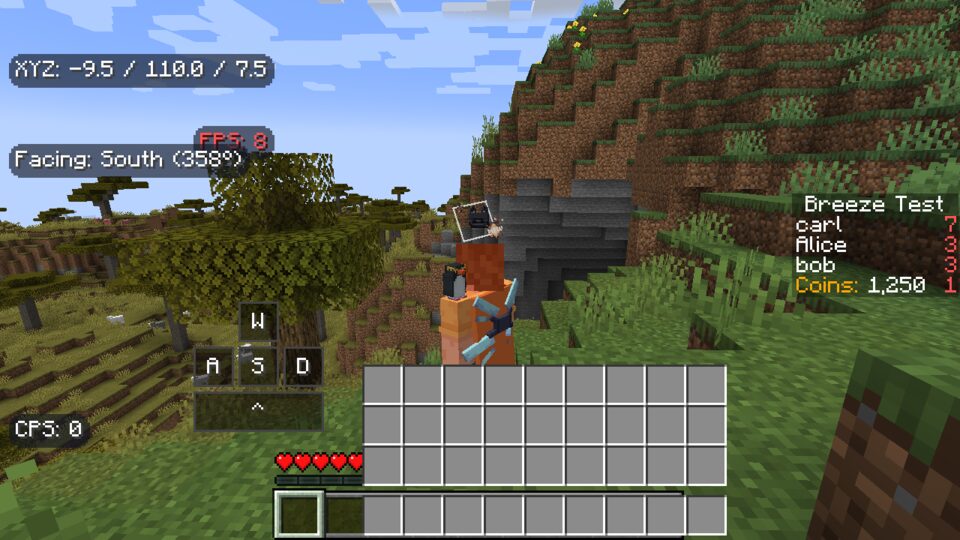 XYZ: -9.5 / 110.0 / 7.5
FPS: 8
Facing: South (358°)
Breeze Test
carl 7
Alice 3
bob 3
Coins: 1,250 1
W
A S D
^
CPS: 0